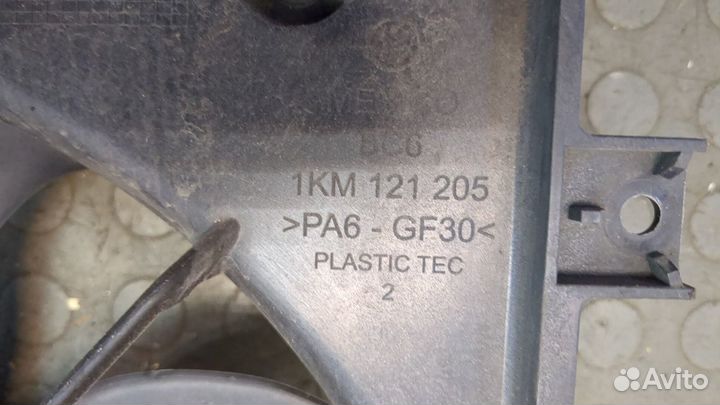 1KM 121 205
>PA6 - GF30<
PLASTIC TEC
2
Avito